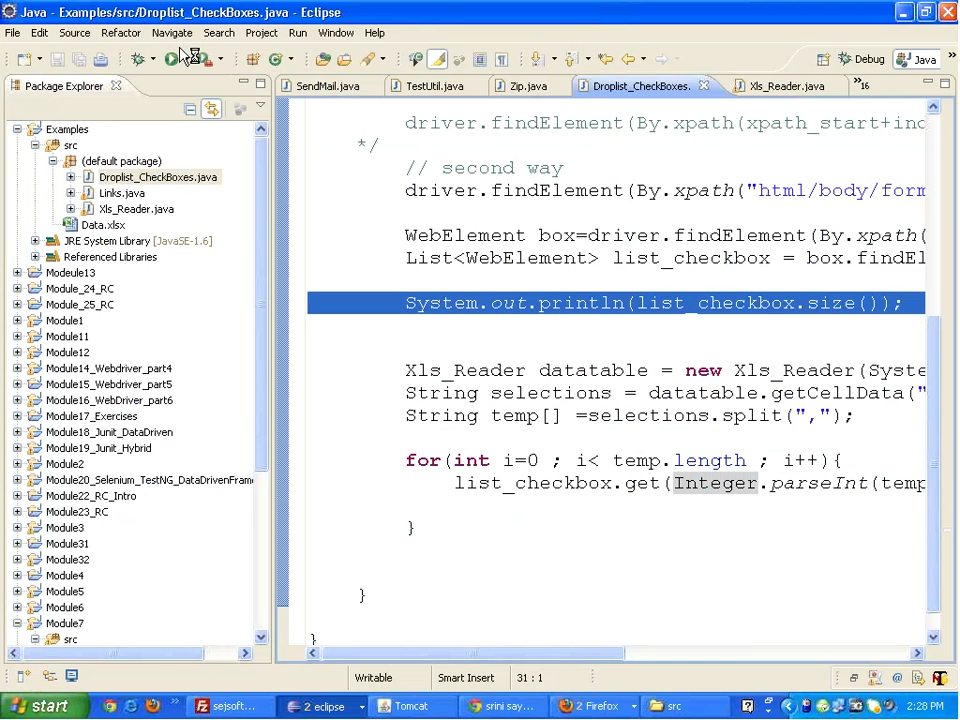 Java - Examples/src/Droplist_CheckBoxes.java - Eclipse
File Edit Source Refactor Navigate Search Project Run Window Help
Debug Java
Package Explorer
SendMail.java TestUtil.java Zip.java Droplist_CheckBoxes. Xls_Reader.java 16
Examples
src
(default package)
Droplist_CheckBoxes.java
Links.java
Xls_Reader.java
Data.xlsx
JRE System Library [JavaSE-1.6]
Referenced Libraries
Modeule13
Module_24_RC
Module_25_RC
Module1
Module11
Module12
Module14_Webdriver_part4
Module15_Webdriver_part5
Module16_WebDriver_part6
Module17_Exercises
Module18_Junit_DataDriven
Module19_Junit_Hybrid
Module2
Module20_Selenium_TestNG_DataDrivenFrame
Module22_RC_Intro
Module23_RC
Module3
Module31
Module32
Module4
Module5
Module6
Module7
src
driver.findElement(By.xpath(xpath_start+ind
*/
// second way
driver.findElement(By.xpath("html/body/form
WebElement box=driver.findElement(By.xpath(
List<WebElement> list_checkbox = box.findEl
System.out.println(list_checkbox.size());
Xls_Reader datatable = new Xls_Reader(Syste
String selections = datatable.getCellData("
String temp[] =selections.split(",");
for(int i=0 ; i< temp.length ; i++){
list_checkbox.get(Integer.parseInt(temp
}
}
}
Writable Smart Insert 31 : 1
start sejsoft... 2 eclipse Tomcat srini say... 2 Firefox src 2:28 PM